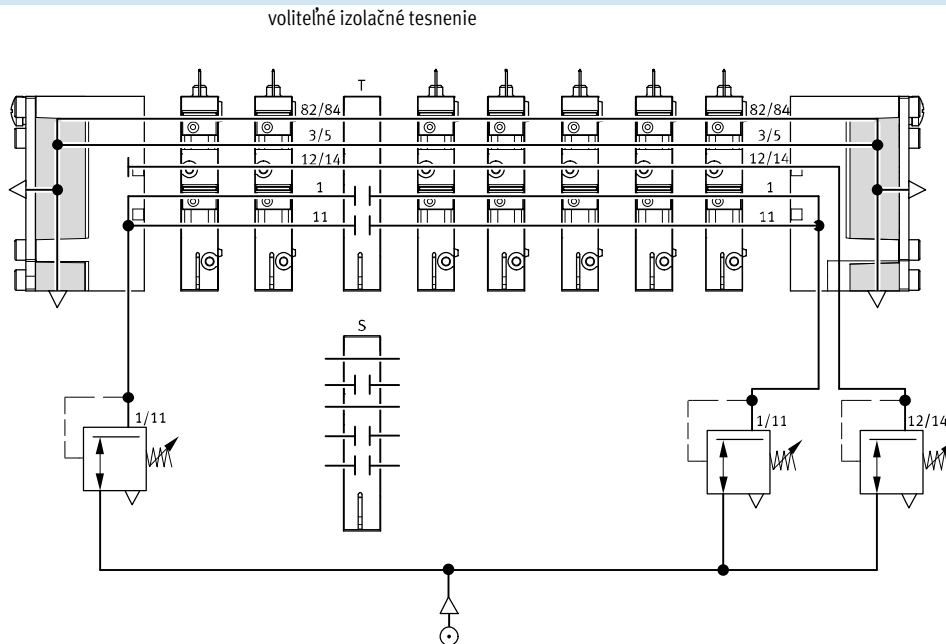 voliteľné izolačné tesnenie
T
82/84 82/84
3/5 3/5
12/14 12/14
1 1
11 11
S
1/11 1/11 12/14